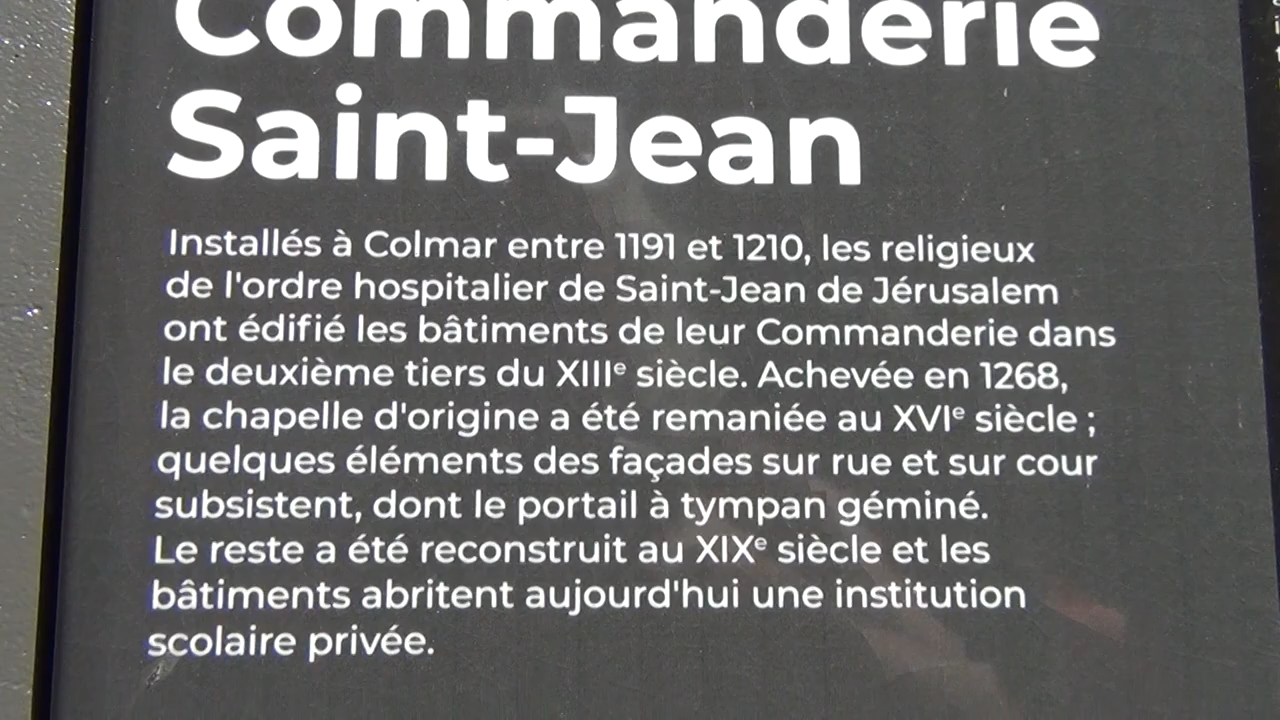 Commanderie
Saint-Jean
Installés à Colmar entre 1191 et 1210, les religieux
de l'ordre hospitalier de Saint-Jean de Jérusalem
ont édifié les bâtiments de leur Commanderie dans
le deuxième tiers du XIIIᵉ siècle. Achevée en 1268,
la chapelle d'origine a été remaniée au XVIᵉ siècle ;
quelques éléments des façades sur rue et sur cour
subsistent, dont le portail à tympan géminé.
Le reste a été reconstruit au XIXᵉ siècle et les
bâtiments abritent aujourd'hui une institution
scolaire privée.